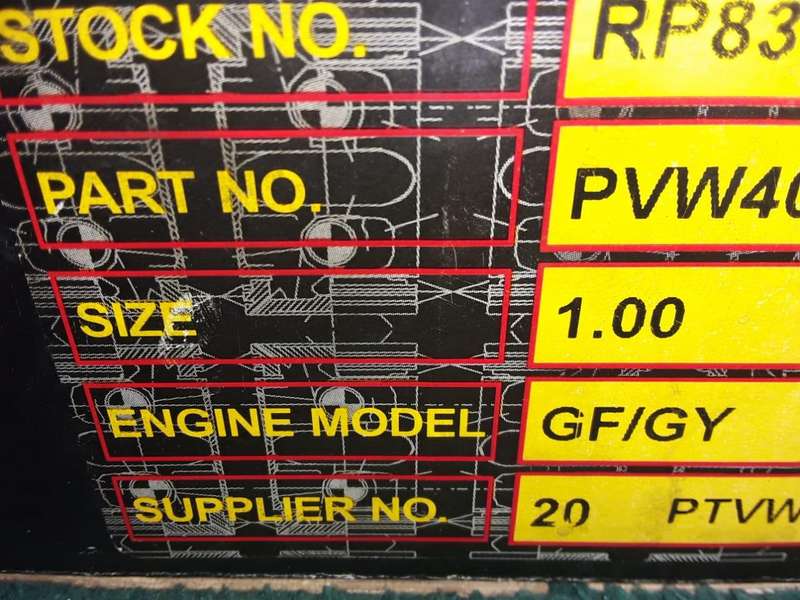 STOCK NO. RP83
PART NO. PVW40
SIZE 1.00
ENGINE MODEL GF/GY
SUPPLIER NO. 20 PTVW